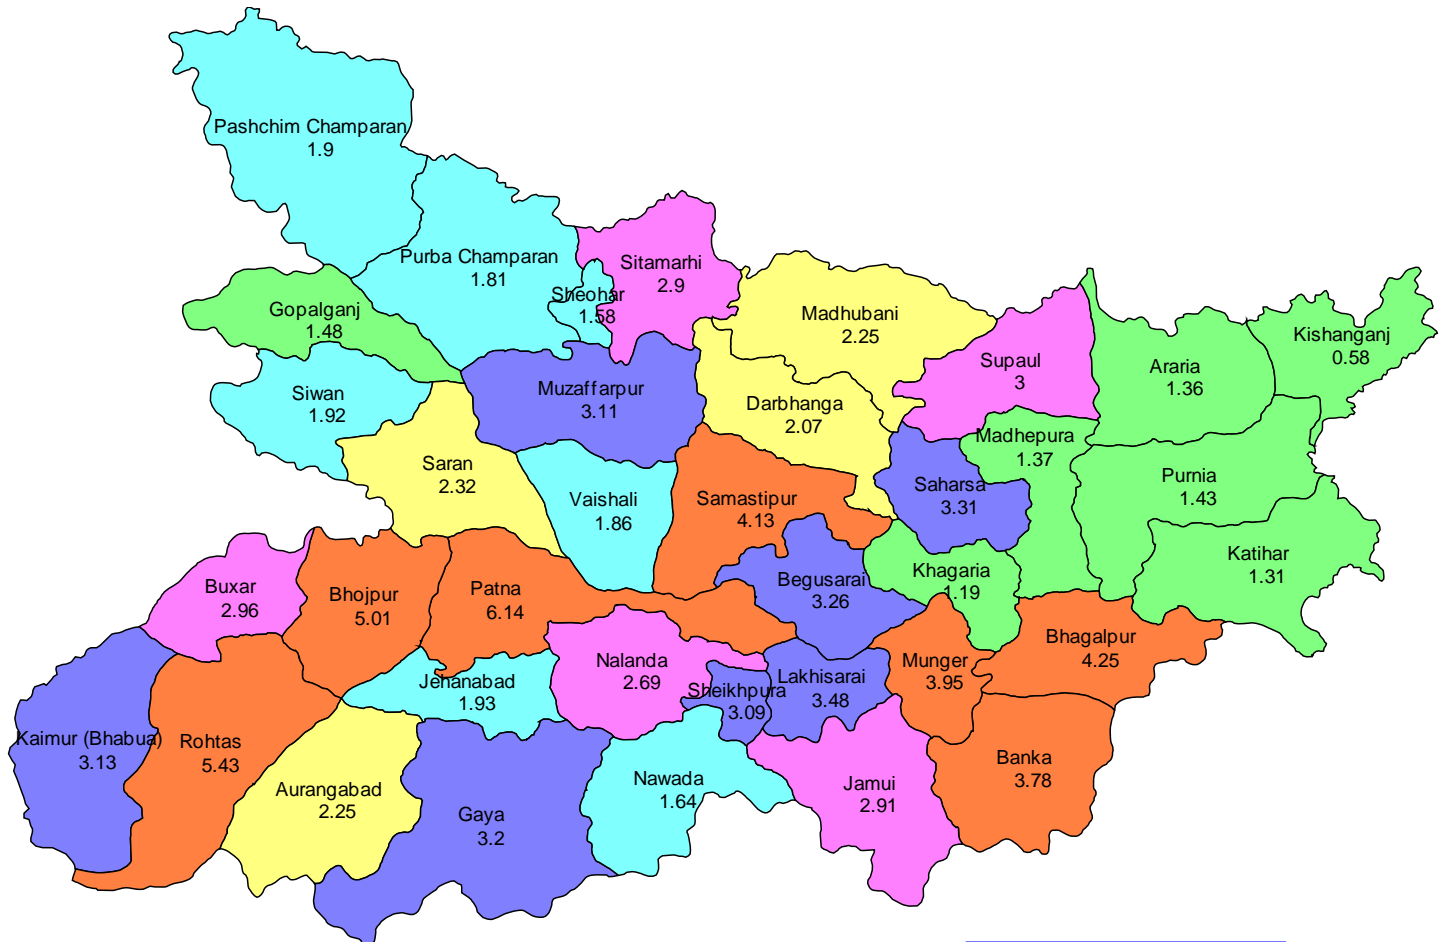 Pashchim Champaran
1.9
Purba Champaran
1.81
Sheohar
1.58
Sitamarhi
2.9
Gopalganj
1.48
Madhubani
2.25
Supaul
3
Araria
1.36
Kishanganj
0.58
Siwan
1.92
Muzaffarpur
3.11
Darbhanga
2.07
Madhepura
1.37
Saran
2.32
Vaishali
1.86
Samastipur
4.13
Saharsa
3.31
Purnia
1.43
Katihar
1.31
Buxar
2.96
Bhojpur
5.01
Patna
6.14
Begusarai
3.26
Khagaria
1.19
Nalanda
2.69
Munger
3.95
Bhagalpur
4.25
Jehanabad
1.93
Sheikhpura
3.09
Lakhisarai
3.48
Kaimur (Bhabua)
3.13
Rohtas
5.43
Aurangabad
2.25
Gaya
3.2
Nawada
1.64
Jamui
2.91
Banka
3.78